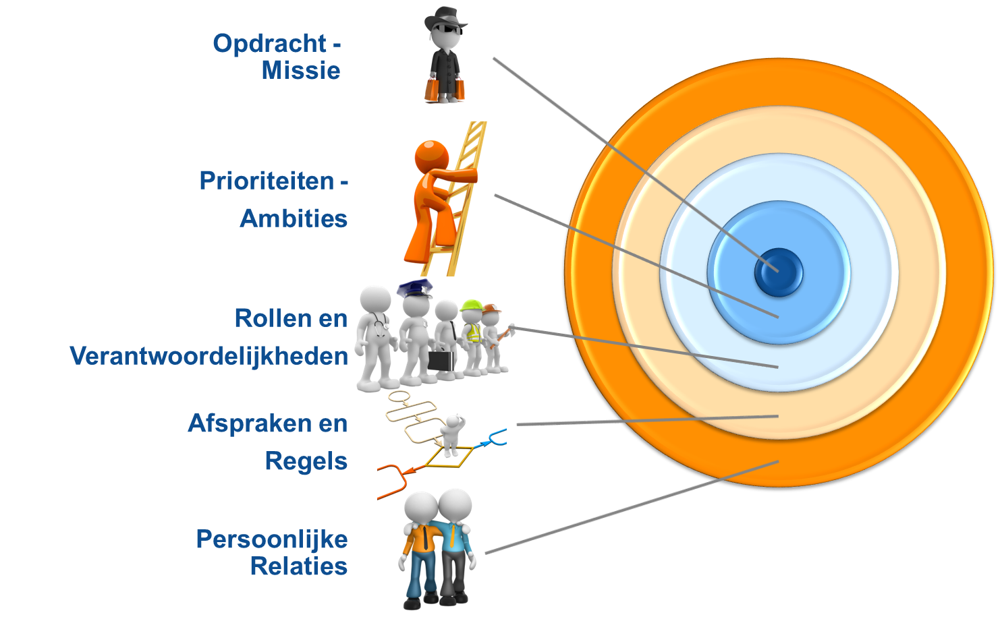 Opdracht -
Missie
Prioriteiten -
Ambities
Rollen en
Verantwoordelijkheden
Afspraken en
Regels
Persoonlijke
Relaties